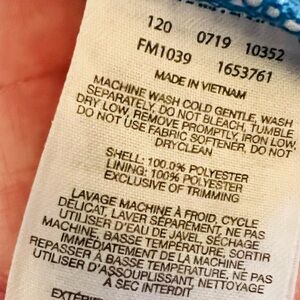 120 0719 10352
FM1039 1653761
MADE IN VIETNAM
MACHINE WASH COLD GENTLE, WASH
SEPARATELY, DO NOT BLEACH, TUMBLE
DRY LOW, REMOVE PROMPTLY, IRON LOW,
DO NOT USE FABRIC SOFTENER, DO NOT
DRYCLEAN
SHELL: 100.0% POLYESTER
LINING: 100% POLYESTER
EXCLUSIVE OF TRIMMING
LAVAGE MACHINE À FROID, CYCLE
DÉLICAT, LAVER SÉPAREMENT, NE PAS
UTILISER D'EAU DE JAVEL, SÉCHAGE
MACHINE, BASSE TEMPÉRATURE, SORTIR
IMMÉDIATEMENT DE LA MACHINE
REPASSER À BASSE TEMPÉRATURE, NE PAS
UTILISER D'ASSOUPLISSANT, NETTOYAGE
À SEC INTERDIT